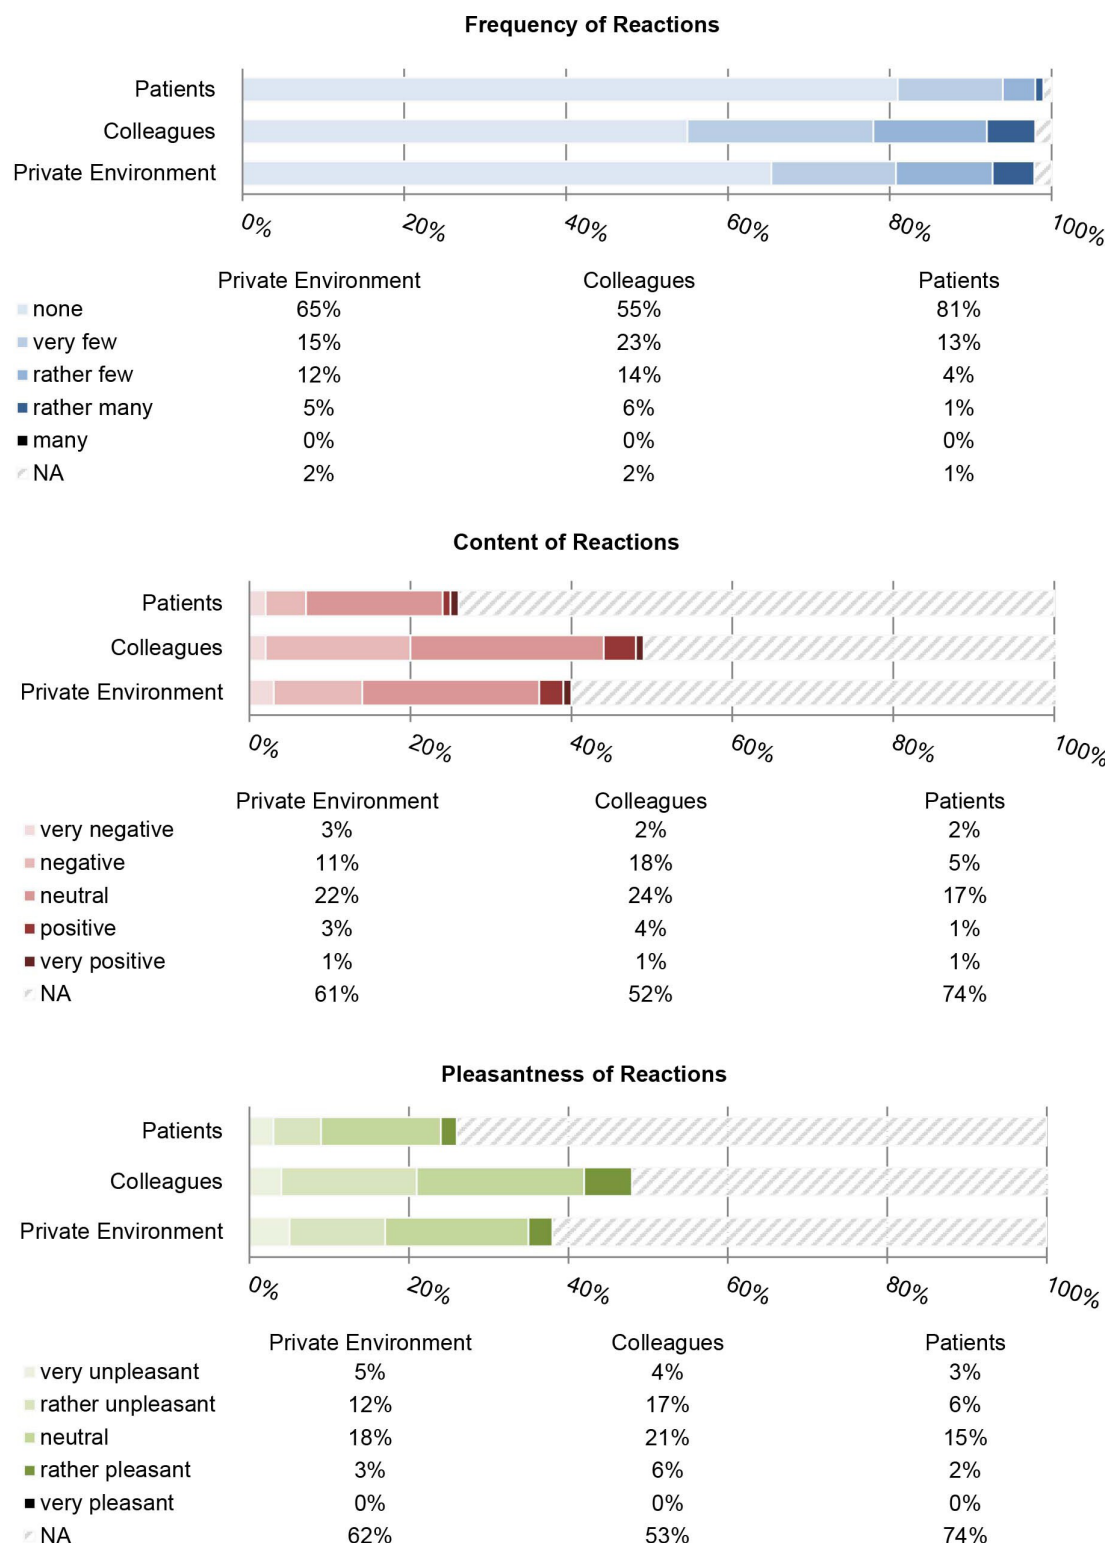 Frequency of Reactions
Patients
Colleagues
Private Environment
0% 20% 40% 60% 80% 100%
Private Environment Colleagues Patients
none 65% 55% 81%
very few 15% 23% 13%
rather few 12% 14% 4%
rather many 5% 6% 1%
many 0% 0% 0%
NA 2% 2% 1%
Content of Reactions
Patients
Colleagues
Private Environment
0% 20% 40% 60% 80% 100%
Private Environment Colleagues Patients
very negative 3% 2% 2%
negative 11% 18% 5%
neutral 22% 24% 17%
positive 3% 4% 1%
very positive 1% 1% 1%
NA 61% 52% 74%
Pleasantness of Reactions
Patients
Colleagues
Private Environment
0% 20% 40% 60% 80% 100%
Private Environment Colleagues Patients
very unpleasant 5% 4% 3%
rather unpleasant 12% 17% 6%
neutral 18% 21% 15%
rather pleasant 3% 6% 2%
very pleasant 0% 0% 0%
NA 62% 53% 74%